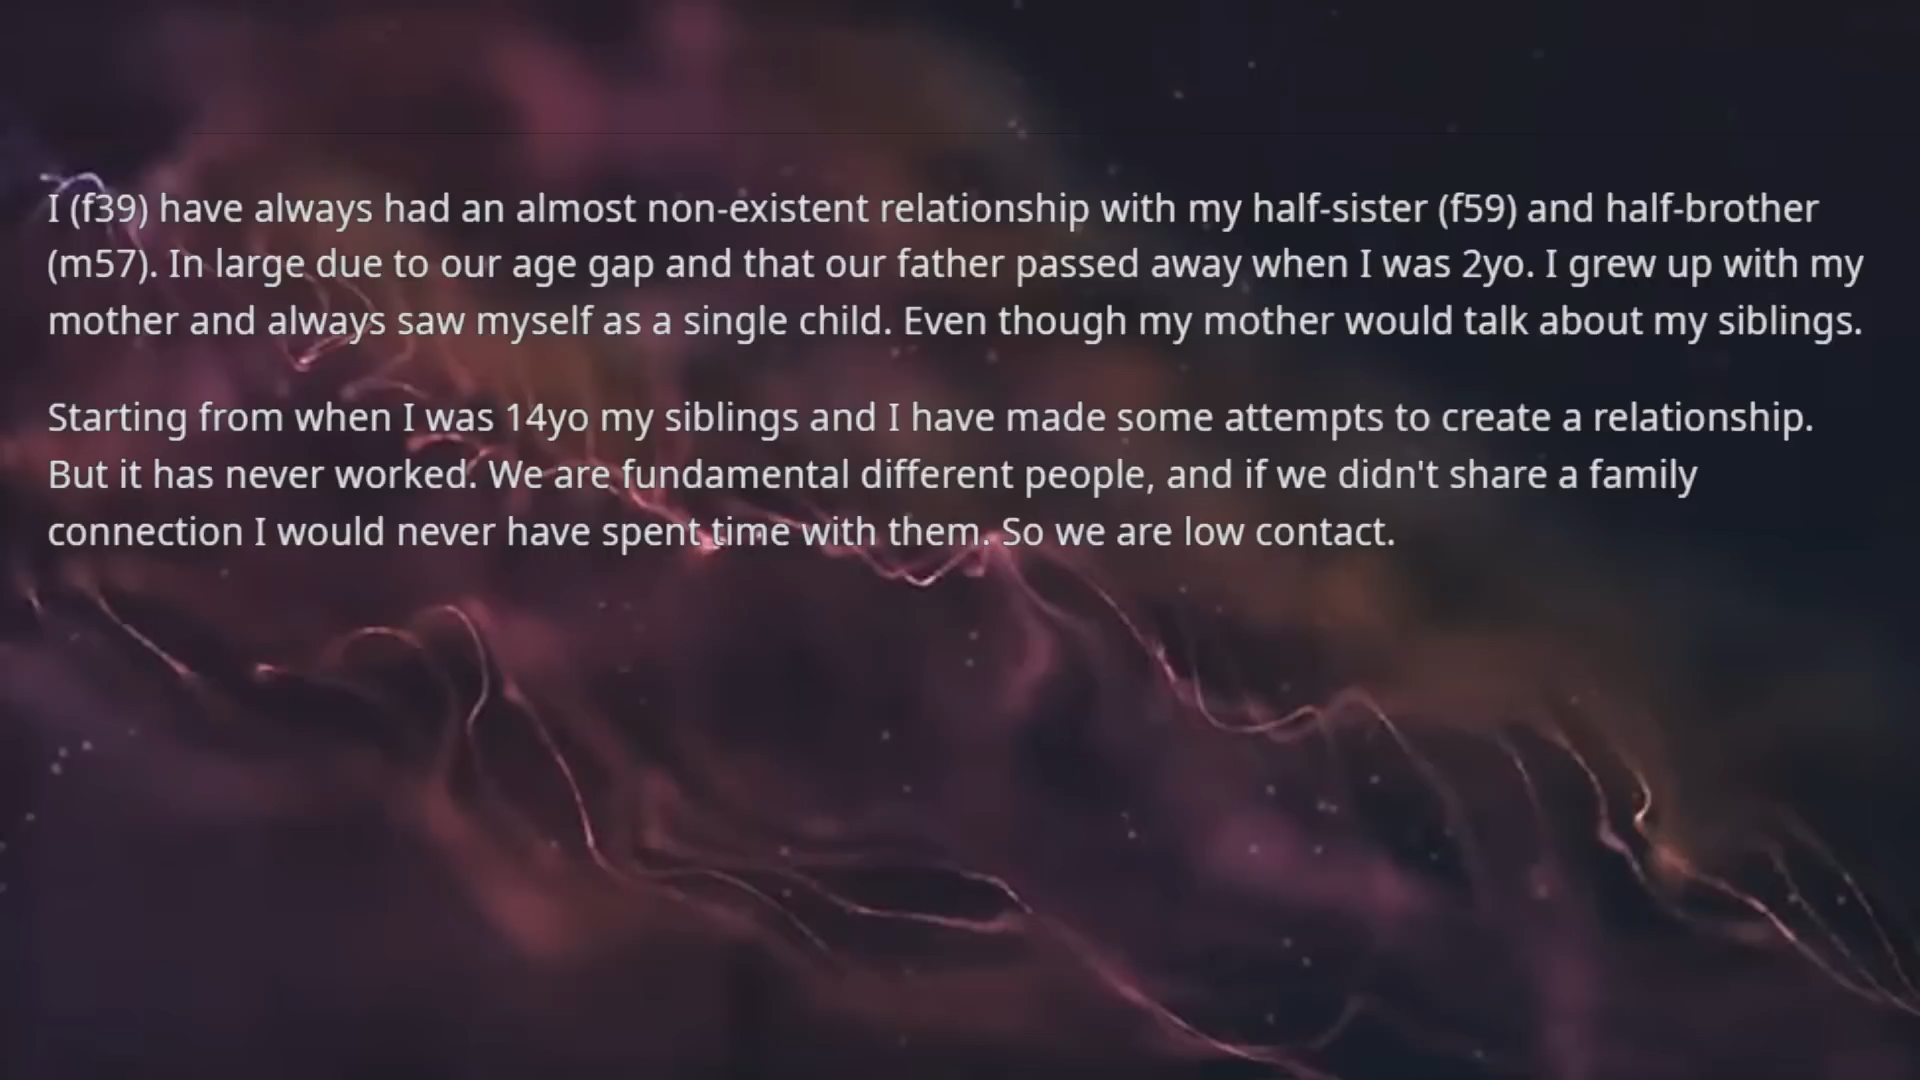 I (f39) have always had an almost non-existent relationship with my half-sister (f59) and half-brother
(m57). In large due to our age gap and that our father passed away when I was 2yo. I grew up with my
mother and always saw myself as a single child. Even though my mother would talk about my siblings.
Starting from when I was 14yo my siblings and I have made some attempts to create a relationship.
But it has never worked. We are fundamental different people, and if we didn't share a family
connection I would never have spent time with them. So we are low contact.